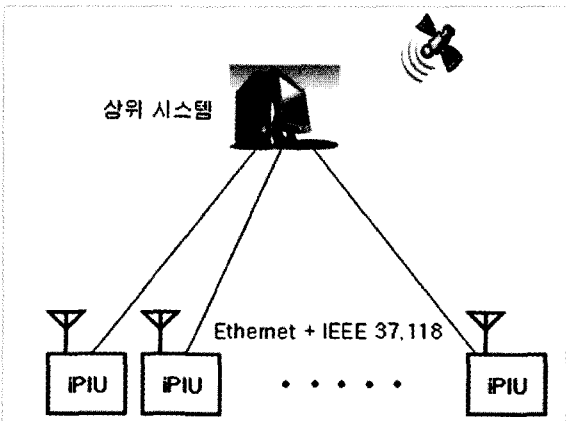 상위 시스템
Ethernet + IEEE 37,118
iPIU
iPIU
iPIU